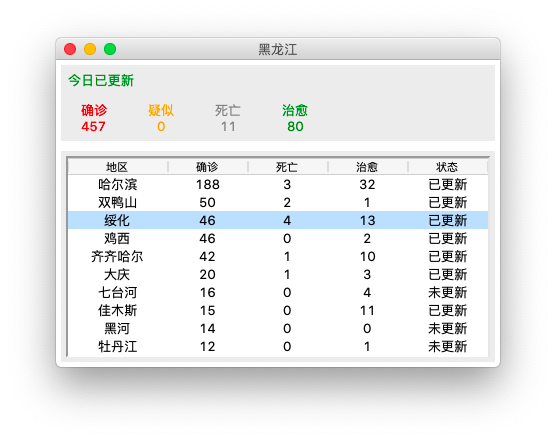 黑龙江
今日已更新
确诊 疑似 死亡 治愈
457 0 11 80
地区 确诊 死亡 治愈 状态
哈尔滨 188 3 32 已更新
双鸭山 50 2 1 已更新
绥化 46 4 13 已更新
鸡西 46 0 2 已更新
齐齐哈尔 42 1 10 已更新
大庆 20 1 3 已更新
七台河 16 0 4 未更新
佳木斯 15 0 11 已更新
黑河 14 0 0 未更新
牡丹江 12 0 1 未更新